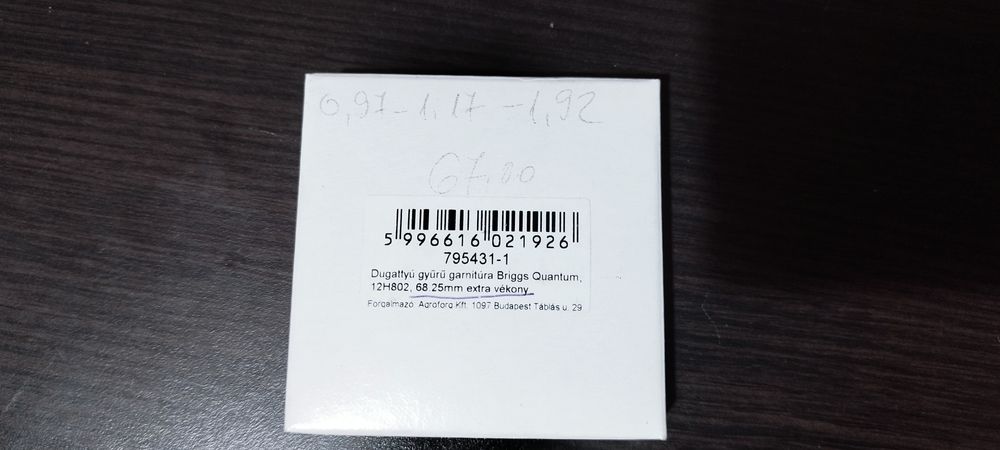 0,97-1.17-1,92
67.00
5 996616 021926
795431-1
Dugattyú gyűrű garnitúra Briggs Quantum,
12H802, 68.25mm extra vékony
Forgalmazó: Agroforg Kft. 1097 Budapest Táblás u. 29